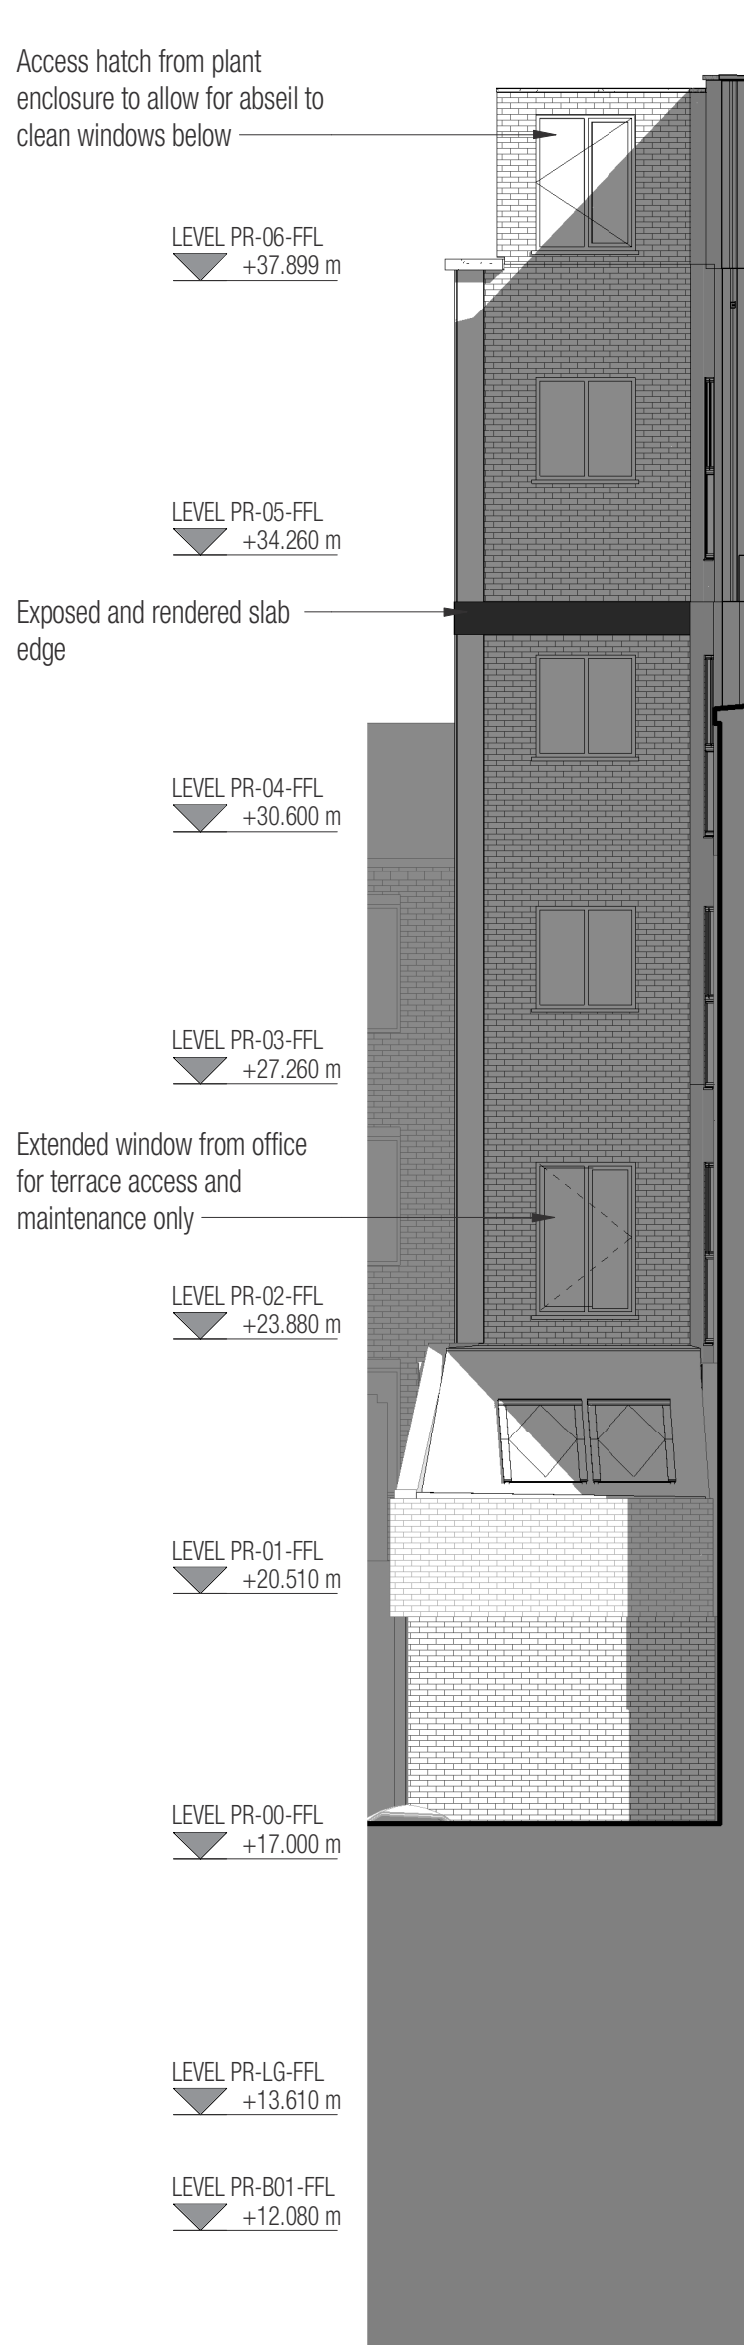 Access hatch from plant
enclosure to allow for abseil to
clean windows below
LEVEL PR-06-FFL
+37.899 m
LEVEL PR-05-FFL
+34.260 m
Exposed and rendered slab
edge
LEVEL PR-04-FFL
+30.600 m
LEVEL PR-03-FFL
+27.260 m
Extended window from office
for terrace access and
maintenance only
LEVEL PR-02-FFL
+23.880 m
LEVEL PR-01-FFL
+20.510 m
LEVEL PR-00-FFL
+17.000 m
LEVEL PR-LG-FFL
+13.610 m
LEVEL PR-B01-FFL
+12.080 m